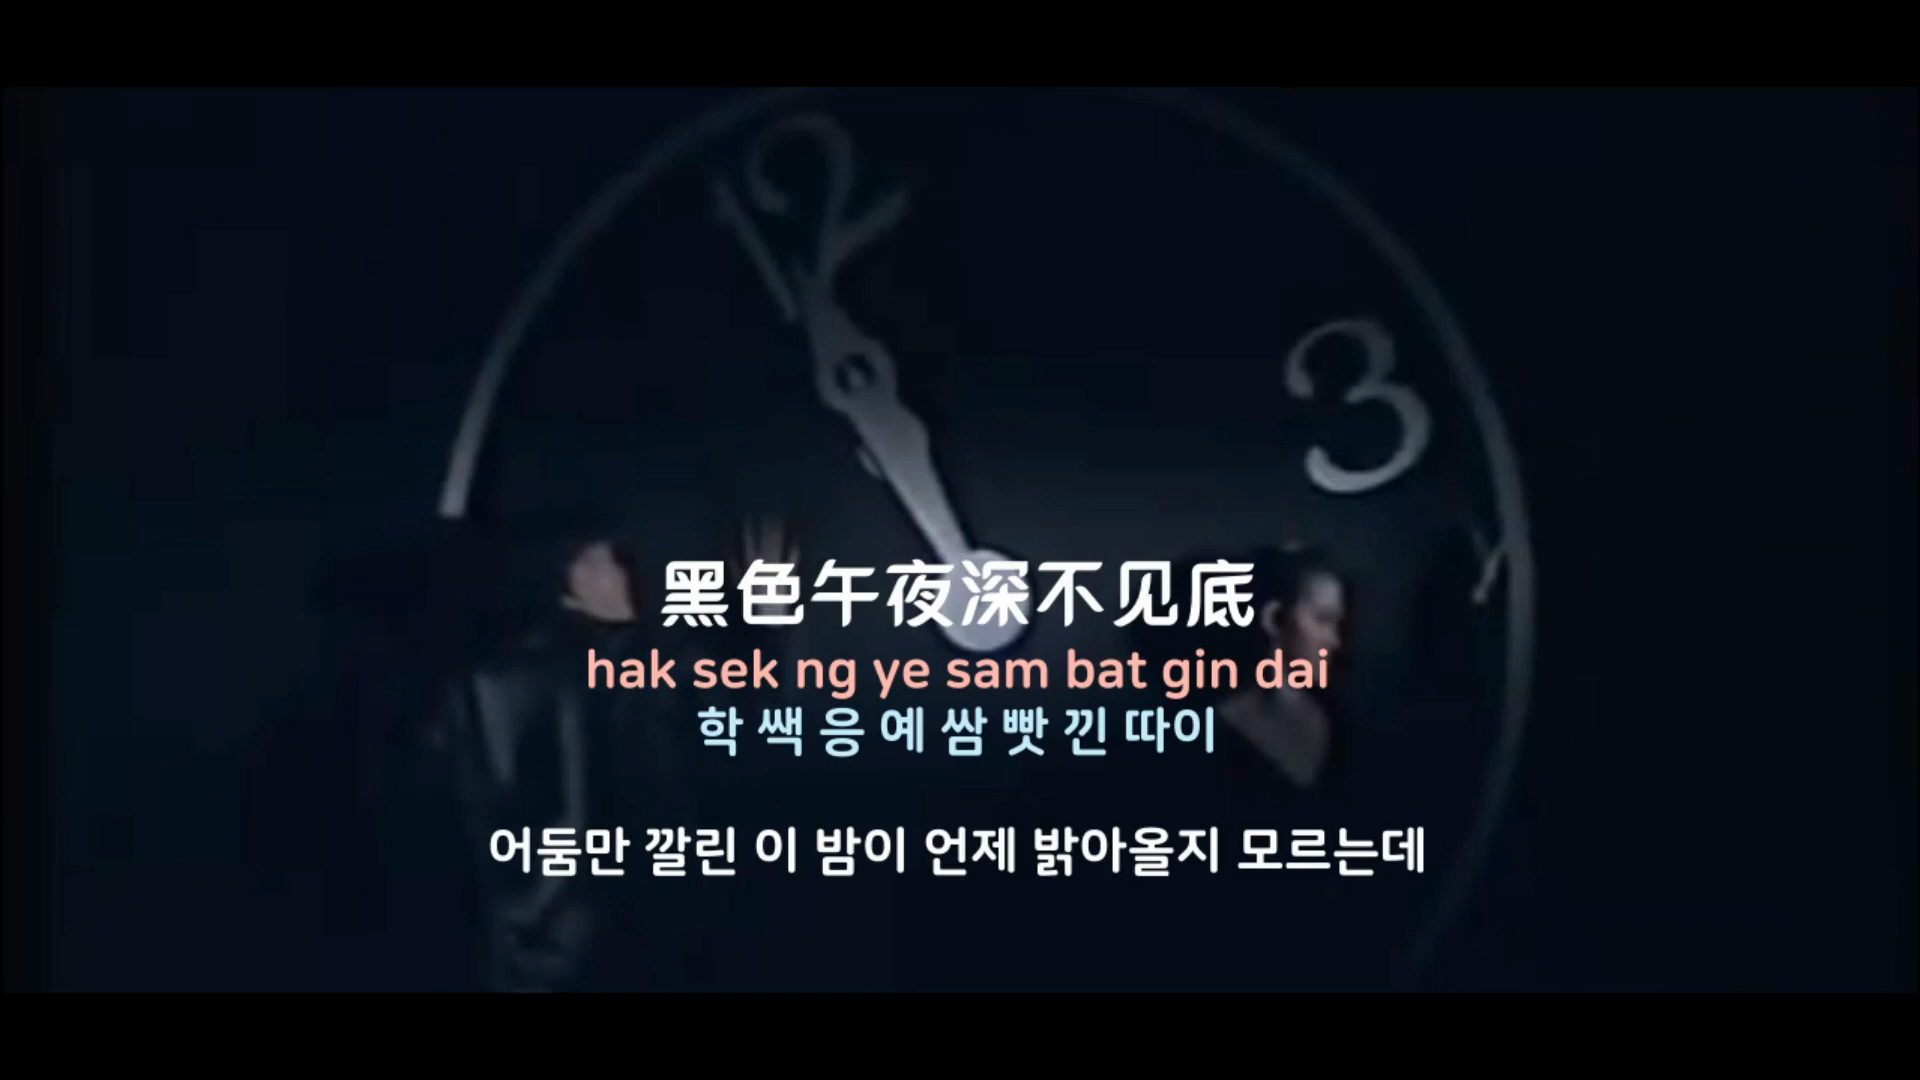 2
3
黑色午夜深不见底
hak sek ng ye sam bat gin dai
학 쌕 응 예 쌈 빳 낀 따이
어둠만 깔린 이 밤이 언제 밝아올지 모르는데